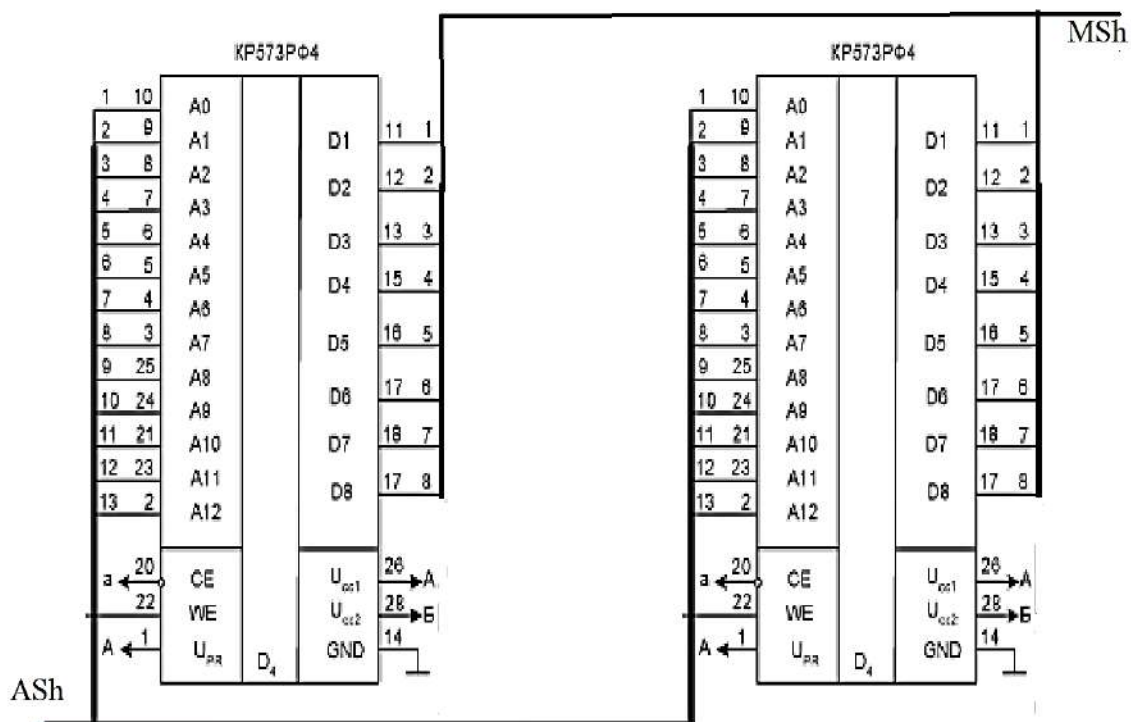 MSh
КР573РФ4 КР573РФ4
1 10 A0 1 10 A0
2 9 A1 D1 11 1 2 9 A1 D1 11 1
3 8 A2 D2 12 2 3 8 A2 D2 12 2
4 7 A3 4 7 A3
5 6 A4 D3 13 3 5 6 A4 D3 13 3
6 5 A5 D4 15 4 6 5 A5 D4 15 4
7 4 A6 7 4 A6
8 3 A7 D5 16 5 8 3 A7 D5 16 5
9 25 A8 9 25 A8
10 24 A9 D6 17 6 10 24 A9 D6 17 6
11 21 A10 D7 18 7 11 21 A10 D7 18 7
12 23 A11 D8 17 8 12 23 A11 D8 17 8
13 2 A12 13 2 A12
а 20 CE Ucc1 26 А а 20 CE Ucc1 26 А
22 WE Ucc2 28 Б 22 WE Ucc2 28 Б
А 1 UPR D4 GND 14 А 1 UPR D4 GND 14
ASh